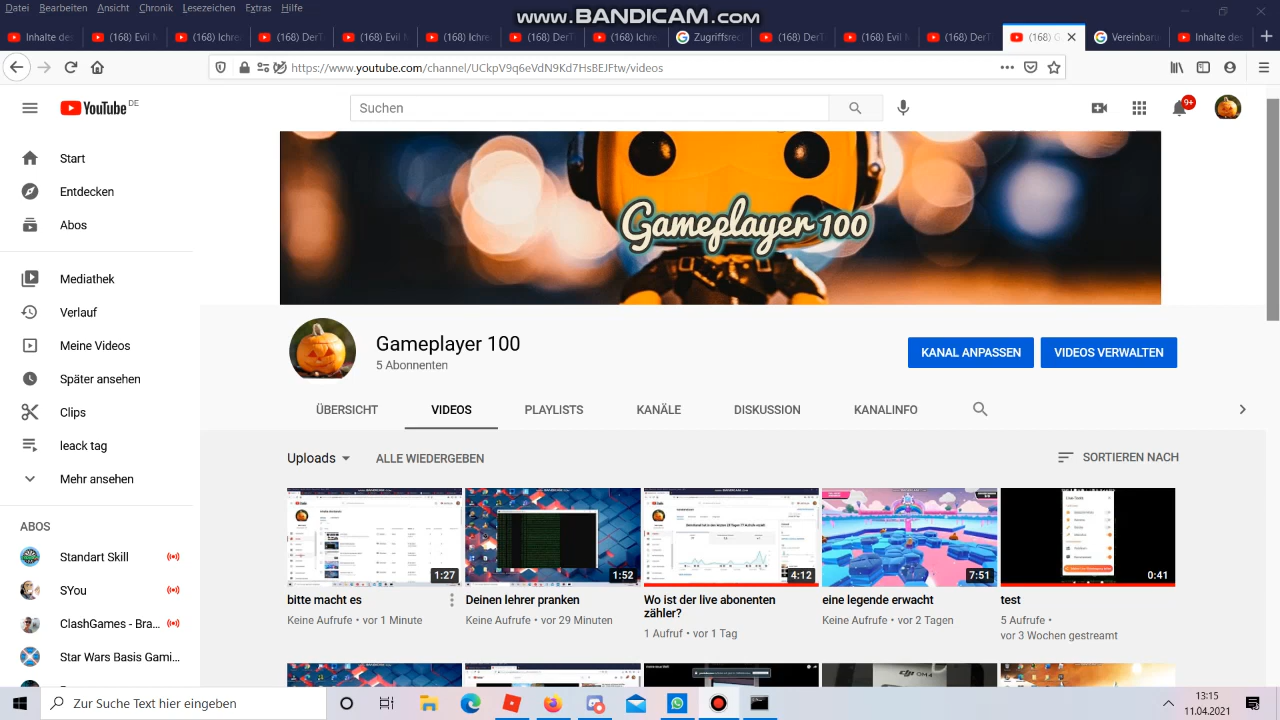 Datei Bearbeiten Ansicht Chronik Lesezeichen Extras Hilfe
www.BANDICAM.com
Inhalte des
(168) Evil N
(168) Ichre
(168) DerT
(168) Evil N
(168) Ichre
(168) DerT
(168) Ichre
Zugriffsrec
(168) DerT
(168) Evil N
(168) DerT
(168) G
Vereinbaru
Inhalte des
https://www.youtube.com/channel/UCkpV9q6eVdN9Kd7HsBEJFtw/videos
YouTube DE
Suchen
9+
Start
Entdecken
Abos
Mediathek
Verlauf
Meine Videos
Später ansehen
Clips
leack tag
Mehr ansehen
ABOS
Standart Skill
SYou
ClashGames - Bra...
Star Wars Basis Gami...
Gameplayer 100
Gameplayer 100
5 Abonnenten
KANAL ANPASSEN
VIDEOS VERWALTEN
ÜBERSICHT VIDEOS PLAYLISTS KANÄLE DISKUSSION KANALINFO
Uploads ALLE WIEDERGEBEN
SORTIEREN NACH
1:27
bitte macht es
Keine Aufrufe • vor 1 Minute
1:52
Deinen lehrer pranken
Keine Aufrufe • vor 29 Minuten
4:12
Wo ist der live abonenten
zähler?
1 Aufruf • vor 1 Tag
7:51
eine legende erwacht
Keine Aufrufe • vor 2 Tagen
0:41
test
5 Aufrufe •
vor 3 Wochen gestreamt
Zur Suche Text hier eingeben
13:15
11.04.2021